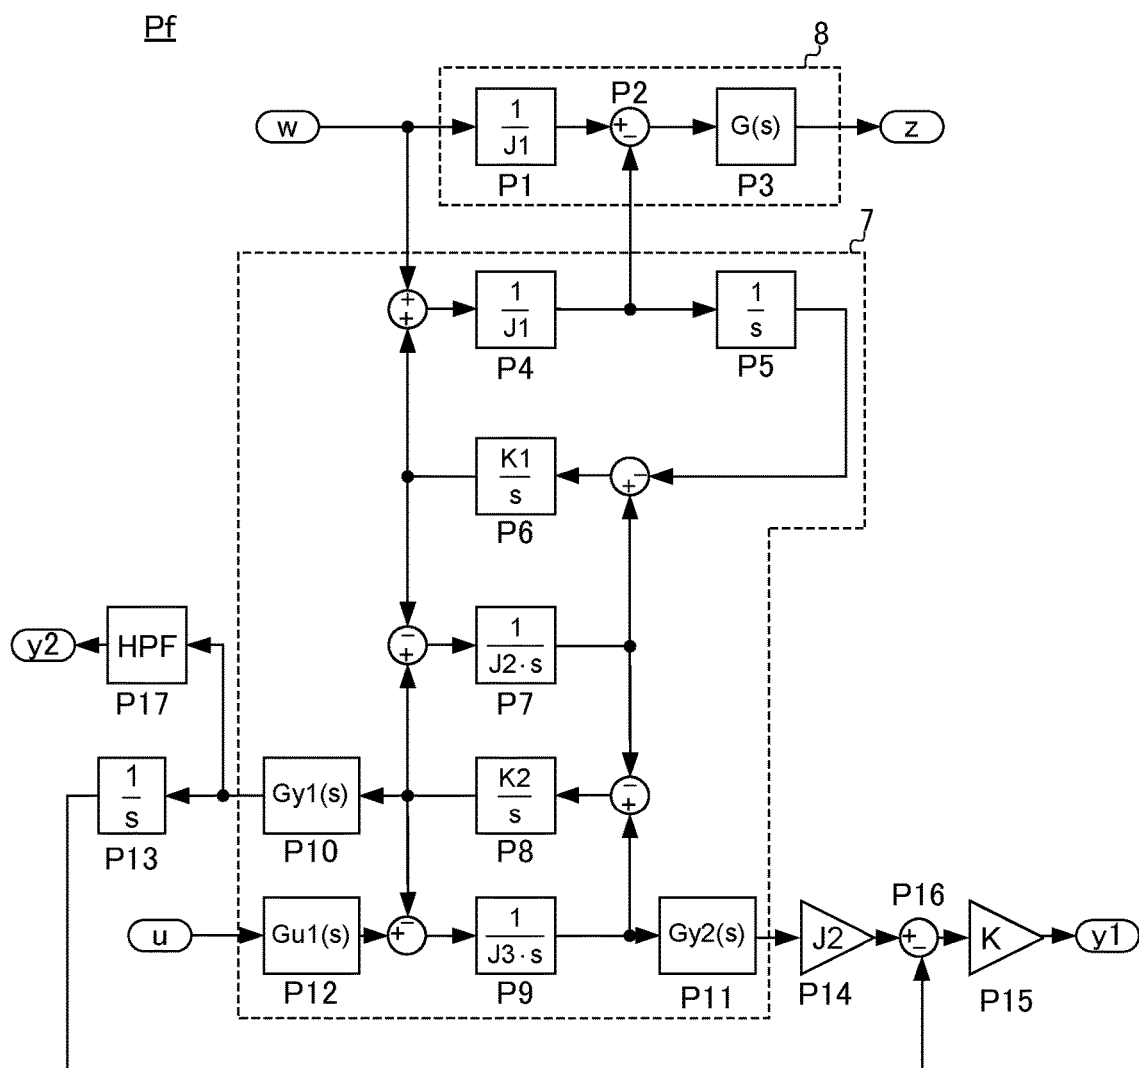 Pf
8
w
1
J1
P1
P2
+
−
G(s)
P3
z
7
+
+
1
J1
P4
1
s
P5
K1
s
P6
−
+
y2
HPF
P17
−
+
1
J2·s
P7
1
s
P13
Gy1(s)
P10
K2
s
P8
−
+
u
Gu1(s)
P12
−
+
1
J3·s
P9
Gy2(s)
P11
J2
P14
P16
+
−
K
P15
y1